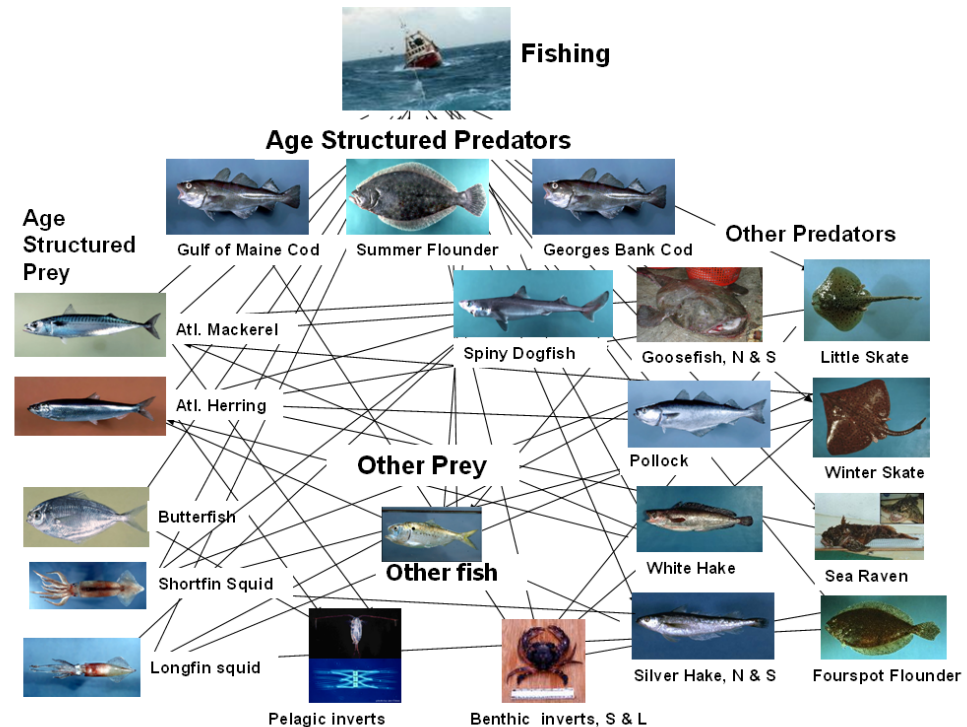 Fishing
Age Structured Predators
Gulf of Maine Cod
Summer Flounder
Georges Bank Cod
Age
Structured
Prey
Other Predators
Atl. Mackerel
Spiny Dogfish
Goosefish, N & S
Little Skate
Atl. Herring
Other Prey
Pollock
Winter Skate
Butterfish
Other fish
White Hake
Sea Raven
Shortfin Squid
Longfin squid
Silver Hake, N & S
Fourspot Flounder
Pelagic inverts
Benthic inverts, S & L